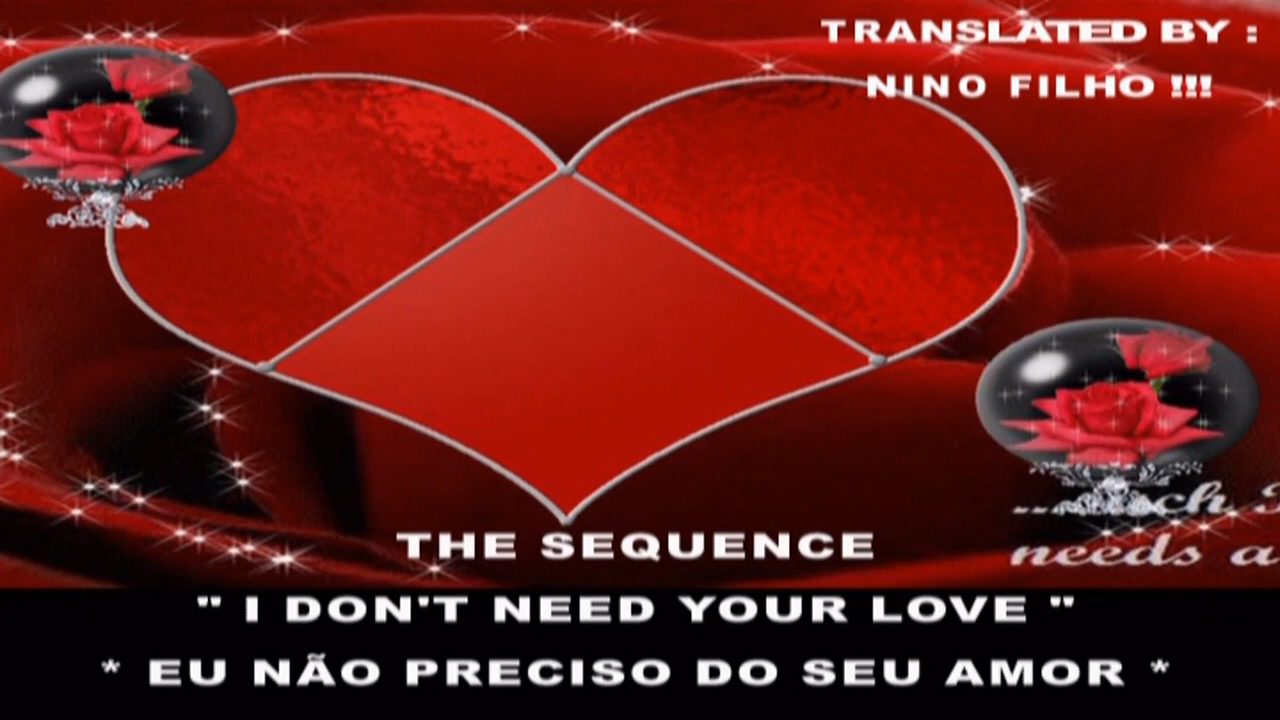 TRANSLATED BY :
NINO FILHO !!!
needs a
THE SEQUENCE
" I DON'T NEED YOUR LOVE "
* EU NÃO PRECISO DO SEU AMOR *